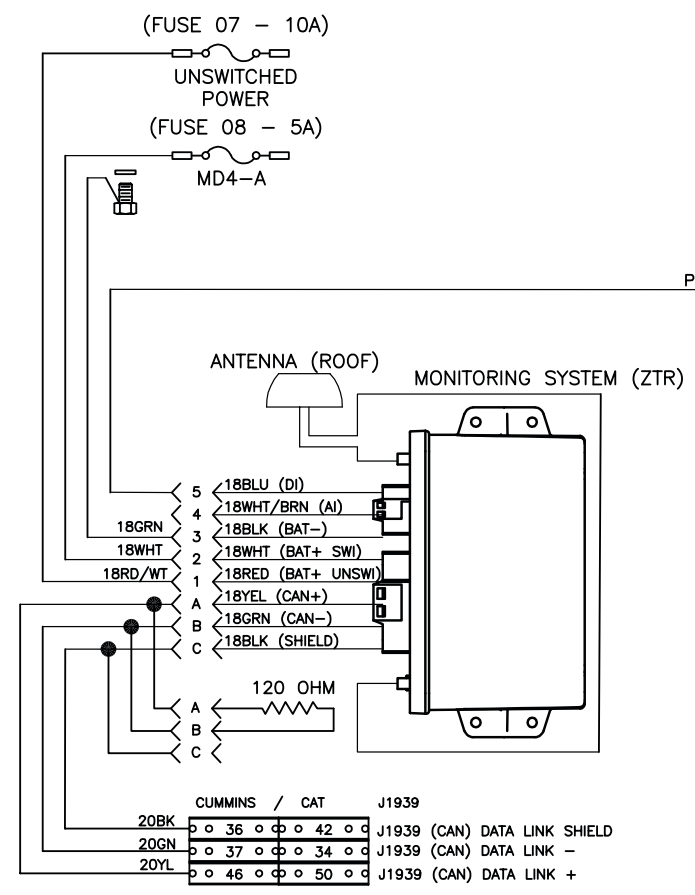 (FUSE 07 - 10A)
UNSWITCHED
POWER
(FUSE 08 - 5A)
MD4-A
P
ANTENNA (ROOF)
MONITORING SYSTEM (ZTR)
5 18BLU (DI)
4 18WHT/BRN (AI)
18GRN 3 18BLK (BAT-)
18WHT 2 18WHT (BAT+ SWI)
18RD/WT 1 18RED (BAT+ UNSWI)
A 18YEL (CAN+)
B 18GRN (CAN-)
C 18BLK (SHIELD)
120 OHM
A
B
C
CUMMINS / CAT J1939
20BK 36 42 J1939 (CAN) DATA LINK SHIELD
20GN 37 34 J1939 (CAN) DATA LINK -
20YL 46 50 J1939 (CAN) DATA LINK +